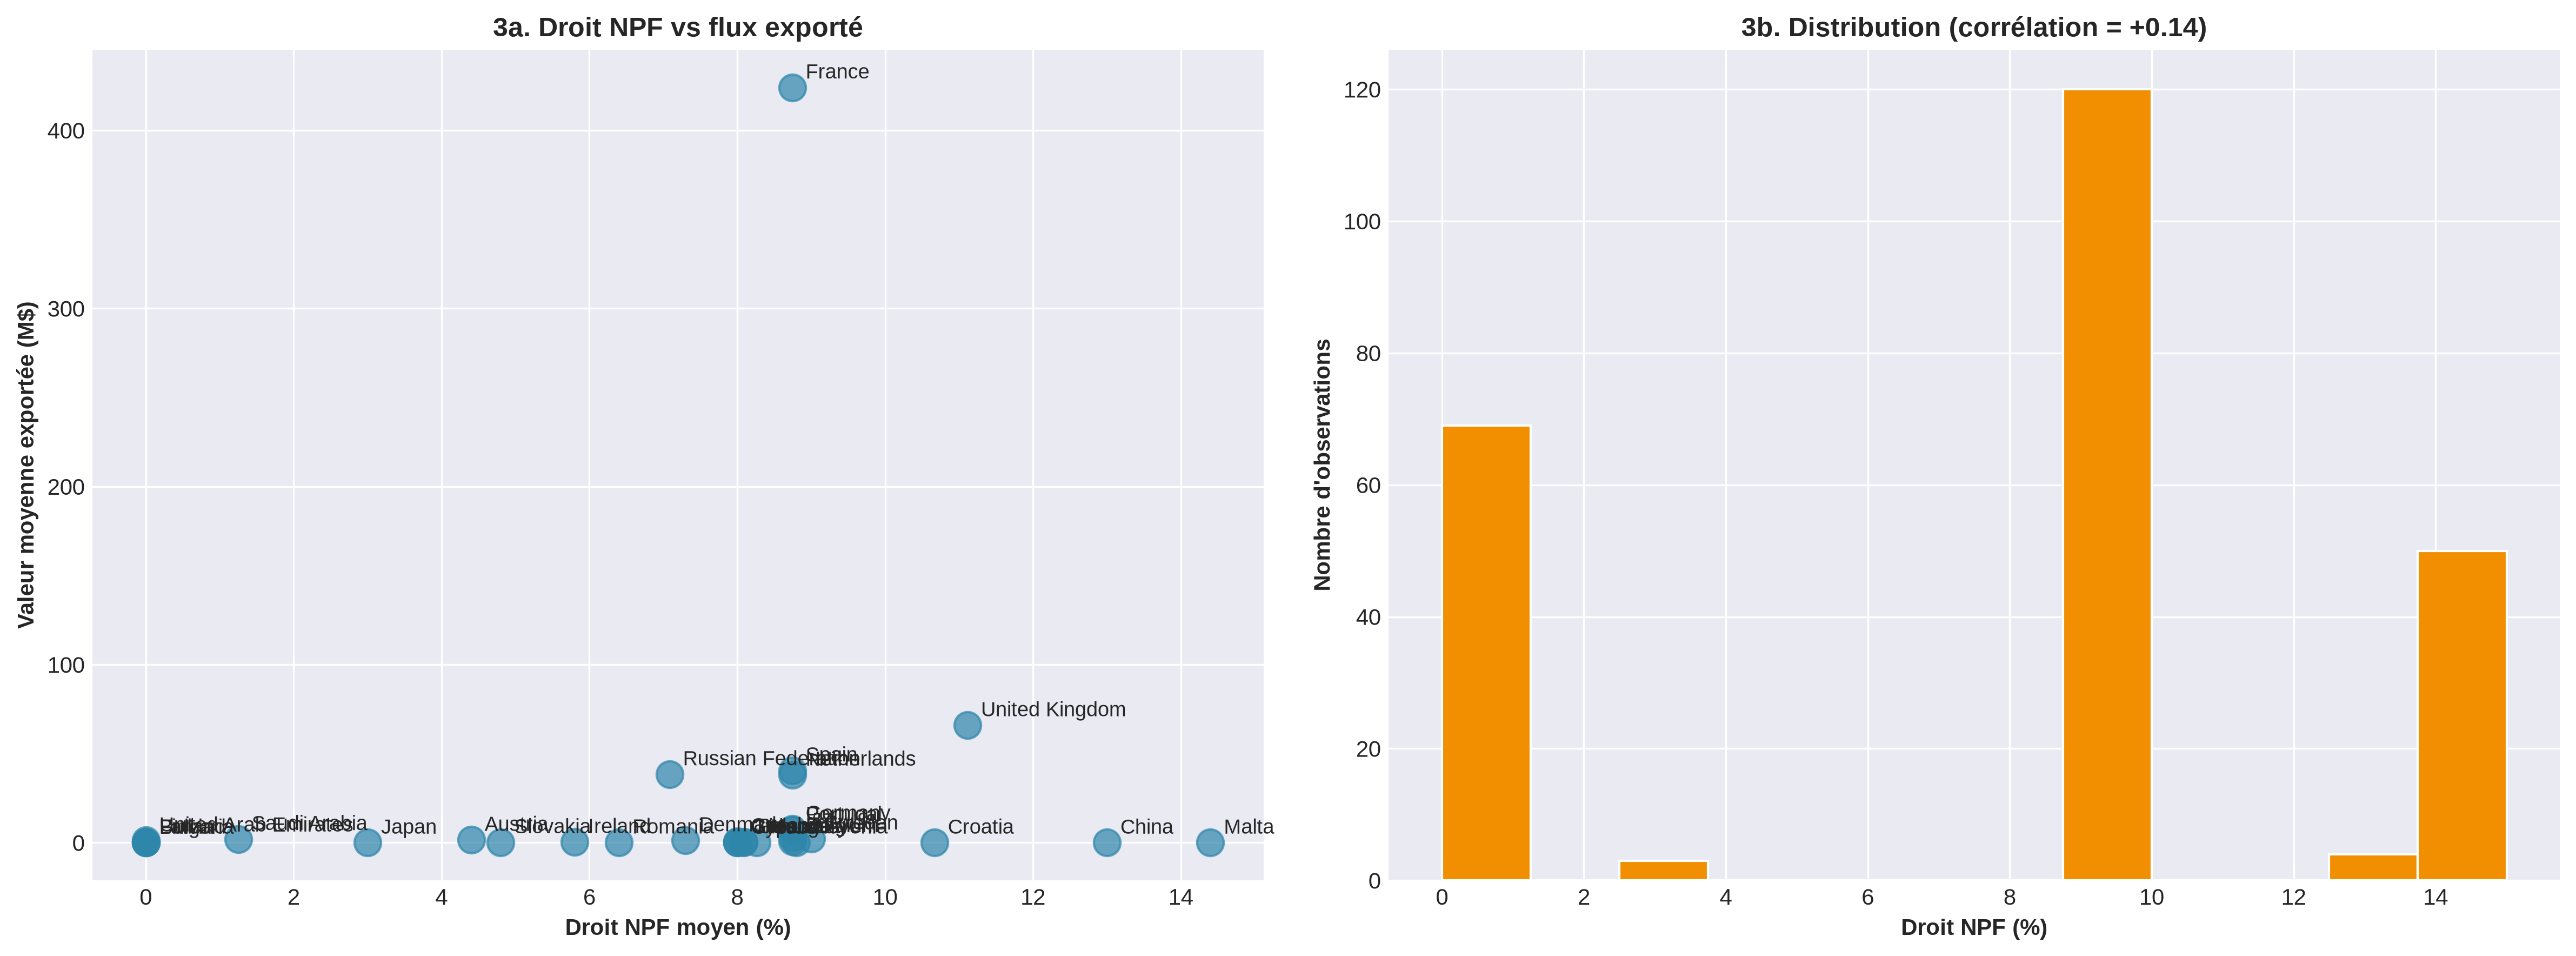 3a. Droit NPF vs flux exporté
Valeur moyenne exportée (M$)
400
300
200
100
0
France
United Kingdom
Russian Federation
Spain
Netherlands
Germany
United Arab Emirates
Saudi Arabia
Japan
Austria
Slovakia
Ireland
Romania
Croatia
China
Malta
0 2 4 6 8 10 12 14
Droit NPF moyen (%)
3b. Distribution (corrélation = +0.14)
Nombre d'observations
120
100
80
60
40
20
0
0 2 4 6 8 10 12 14
Droit NPF (%)